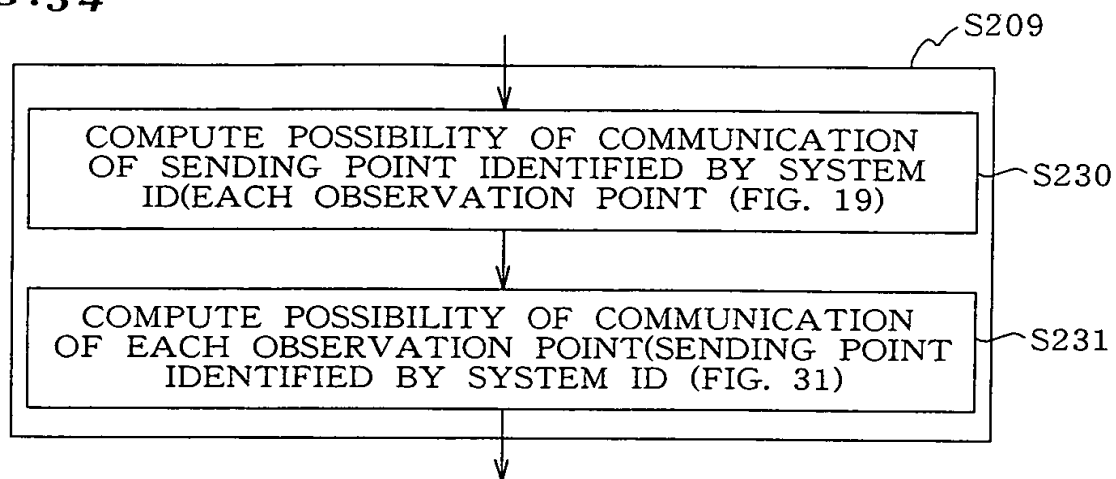 S209
COMPUTE POSSIBILITY OF COMMUNICATION
OF SENDING POINT IDENTIFIED BY SYSTEM
ID(EACH OBSERVATION POINT (FIG. 19)
S230
COMPUTE POSSIBILITY OF COMMUNICATION
OF EACH OBSERVATION POINT(SENDING POINT
IDENTIFIED BY SYSTEM ID (FIG. 31)
S231